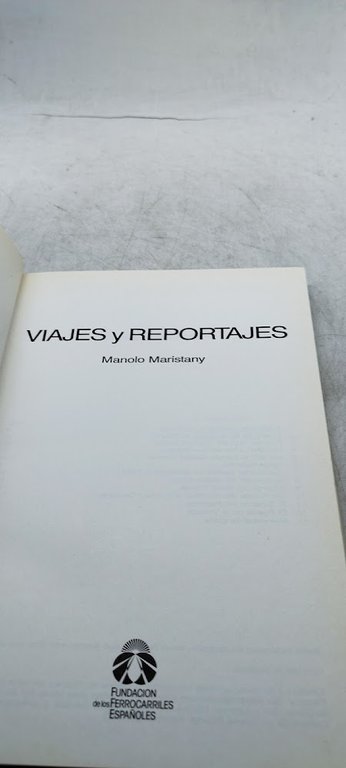 VIAJES y REPORTAJES
Manolo Maristany
FUNDACION
de los FERROCARRILES
ESPAÑOLES